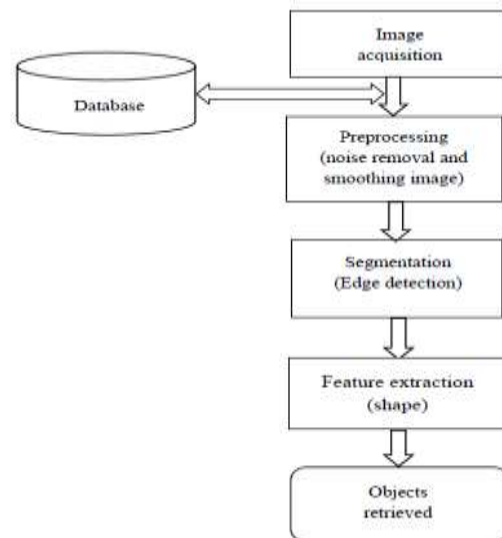 Image
acquisition
Database
Preprocessing
(noise removal and
smoothing image)
Segmentation
(Edge detection)
Feature extraction
(shape)
Objects
retrieved